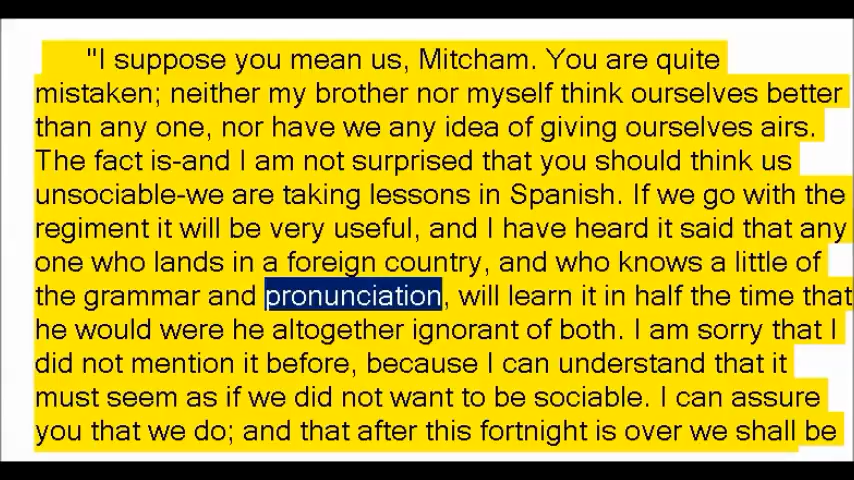 "I suppose you mean us, Mitcham. You are quite
mistaken; neither my brother nor myself think ourselves better
than any one, nor have we any idea of giving ourselves airs.
The fact is-and I am not surprised that you should think us
unsociable-we are taking lessons in Spanish. If we go with the
regiment it will be very useful, and I have heard it said that any
one who lands in a foreign country, and who knows a little of
the grammar and pronunciation, will learn it in half the time that
he would were he altogether ignorant of both. I am sorry that I
did not mention it before, because I can understand that it
must seem as if we did not want to be sociable. I can assure
you that we do; and that after this fortnight is over we shall be